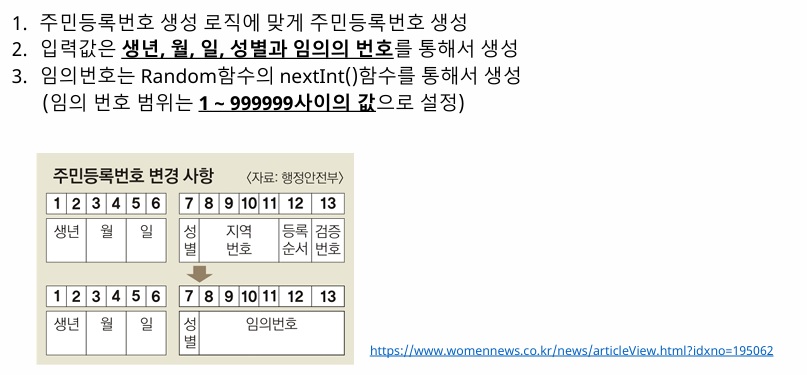 1. 주민등록번호 생성 로직에 맞게 주민등록번호 생성
2. 입력값은 생년, 월, 일, 성별과 임의의 번호를 통해서 생성
3. 임의번호는 Random함수의 nextInt()함수를 통해서 생성
(임의 번호 범위는 1 ~ 999999사이의 값으로 설정)
주민등록번호 변경 사항 〈자료: 행정안전부〉
1 2 3 4 5 6 7 8 9 10 11 12 13
생년 월 일 성별 지역번호 등록순서 검증번호
1 2 3 4 5 6 7 8 9 10 11 12 13
생년 월 일 성별 임의번호
https://www.womennews.co.kr/news/articleView.html?idxno=195062